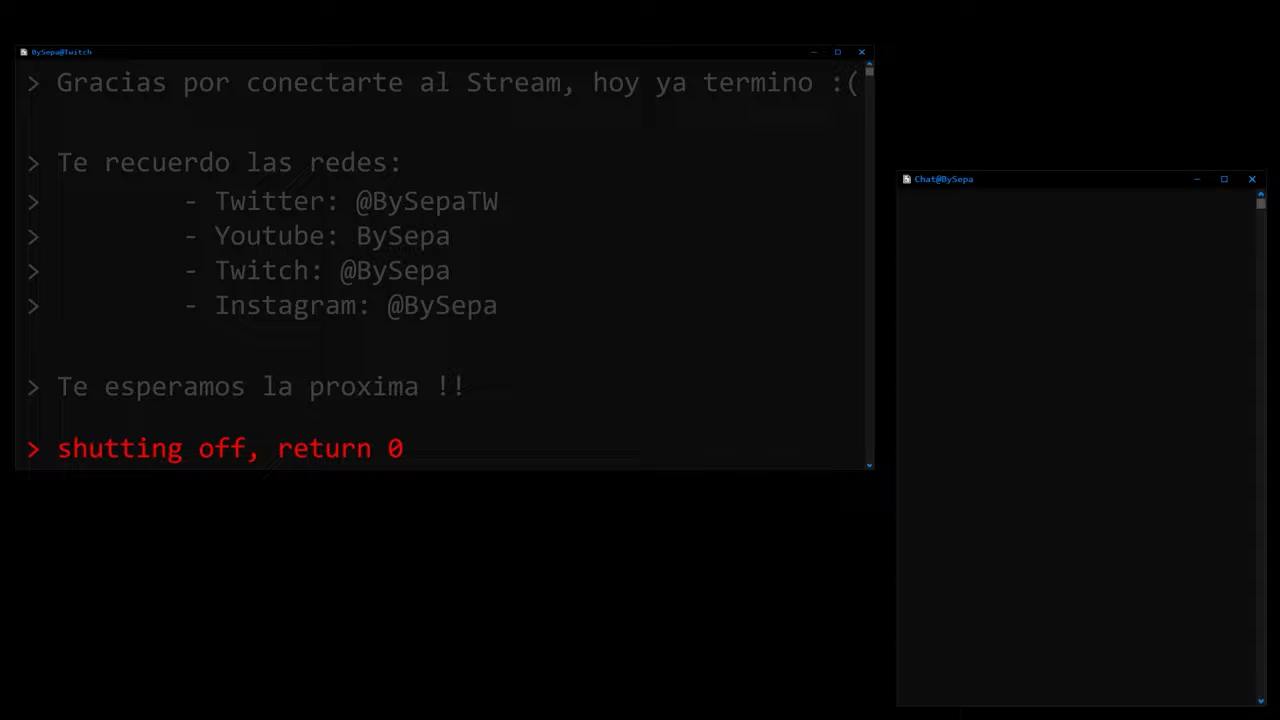 BySepa@Twitch
> Gracias por conectarte al Stream, hoy ya termino :(
> Te recuerdo las redes:
> - Twitter: @BySepaTW
> - Youtube: BySepa
> - Twitch: @BySepa
> - Instagram: @BySepa
> Te esperamos la proxima !!
> shutting off, return 0
Chat@BySepa